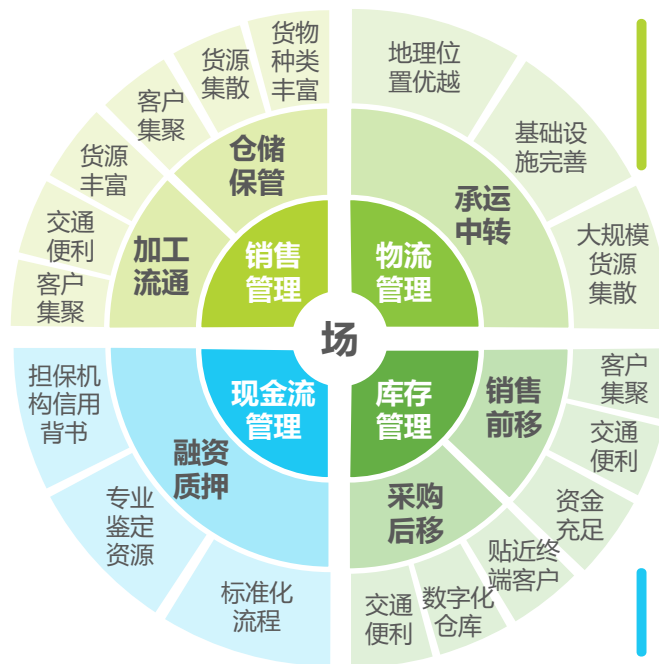 货物
种类
丰富
货源
集散
客户
集聚
货源
丰富
交通
便利
客户
集聚
仓储
保管
加工
流通
销售
管理
地理位
置优越
基础设
施完善
大规模
货源
集散
承运
中转
物流
管理
场
担保机
构信用
背书
专业
鉴定
资源
标准化
流程
融资
质押
现金流
管理
库存
管理
销售
前移
采购
后移
客户
集聚
交通
便利
资金
充足
贴近终
端客户
数字化
仓库
交通
便利